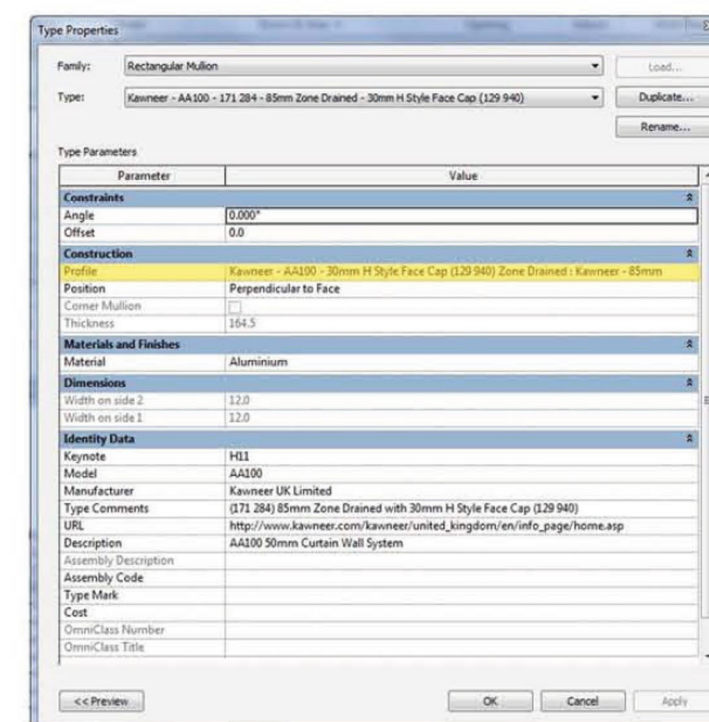 Type Properties
Family: Rectangular Mullion Load...
Type: Kawneer - AA100 - 171 284 - 85mm Zone Drained - 30mm H Style Face Cap (129 940) Duplicate...
Rename...
Type Parameters
Parameter Value
Constraints
Angle 0.000°
Offset 0.0
Construction
Profile Kawneer - AA100 - 30mm H Style Face Cap (129 940) Zone Drained : Kawneer - 85mm
Position Perpendicular to Face
Corner Mullion
Thickness 164.5
Materials and Finishes
Material Aluminium
Dimensions
Width on side 2 12.0
Width on side 1 12.0
Identity Data
Keynote H11
Model AA100
Manufacturer Kawneer UK Limited
Type Comments (171 284) 85mm Zone Drained with 30mm H Style Face Cap (129 940)
URL http://www.kawneer.com/kawneer/united_kingdom/en/info_page/home.asp
Description AA100 50mm Curtain Wall System
Assembly Description
Assembly Code
Type Mark
Cost
OmniClass Number
OmniClass Title
<< Preview OK Cancel Apply